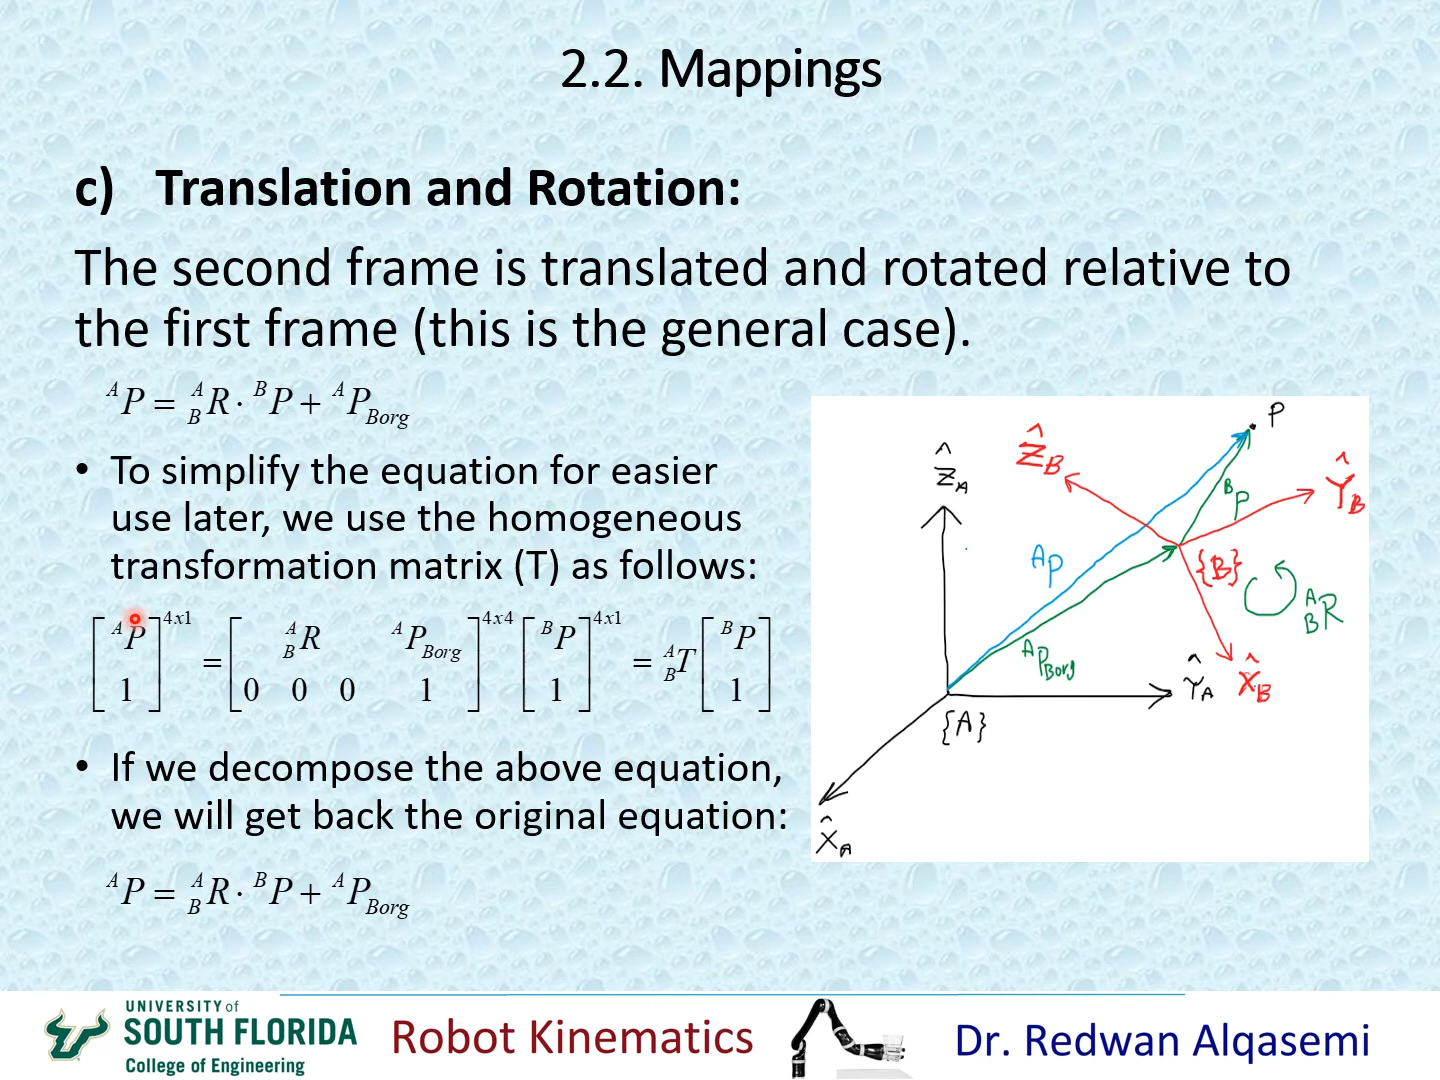 2.2. Mappings
c) Translation and Rotation:
The second frame is translated and rotated relative to
the first frame (this is the general case).
ᴬP = ᴬ_B R · ᴮP + ᴬP_Borg
• To simplify the equation for easier
use later, we use the homogeneous
transformation matrix (T) as follows:
[ᴬP; 1]^4x1 = [ᴬ_B R ᴬP_Borg; 0 0 0 1]^4x4 [ᴮP; 1]^4x1 = ᴬ_B T [ᴮP; 1]
• If we decompose the above equation,
we will get back the original equation:
ᴬP = ᴬ_B R · ᴮP + ᴬP_Borg
P
Ẑ_B
Ẑ_A
Ŷ_B
ᴮP
ᴬP
{B}
ᴬ_B R
ᴬP_Borg
Ŷ_A
X̂_B
{A}
X̂_A
UNIVERSITY of
SOUTH FLORIDA
College of Engineering
Robot Kinematics
Dr. Redwan Alqasemi